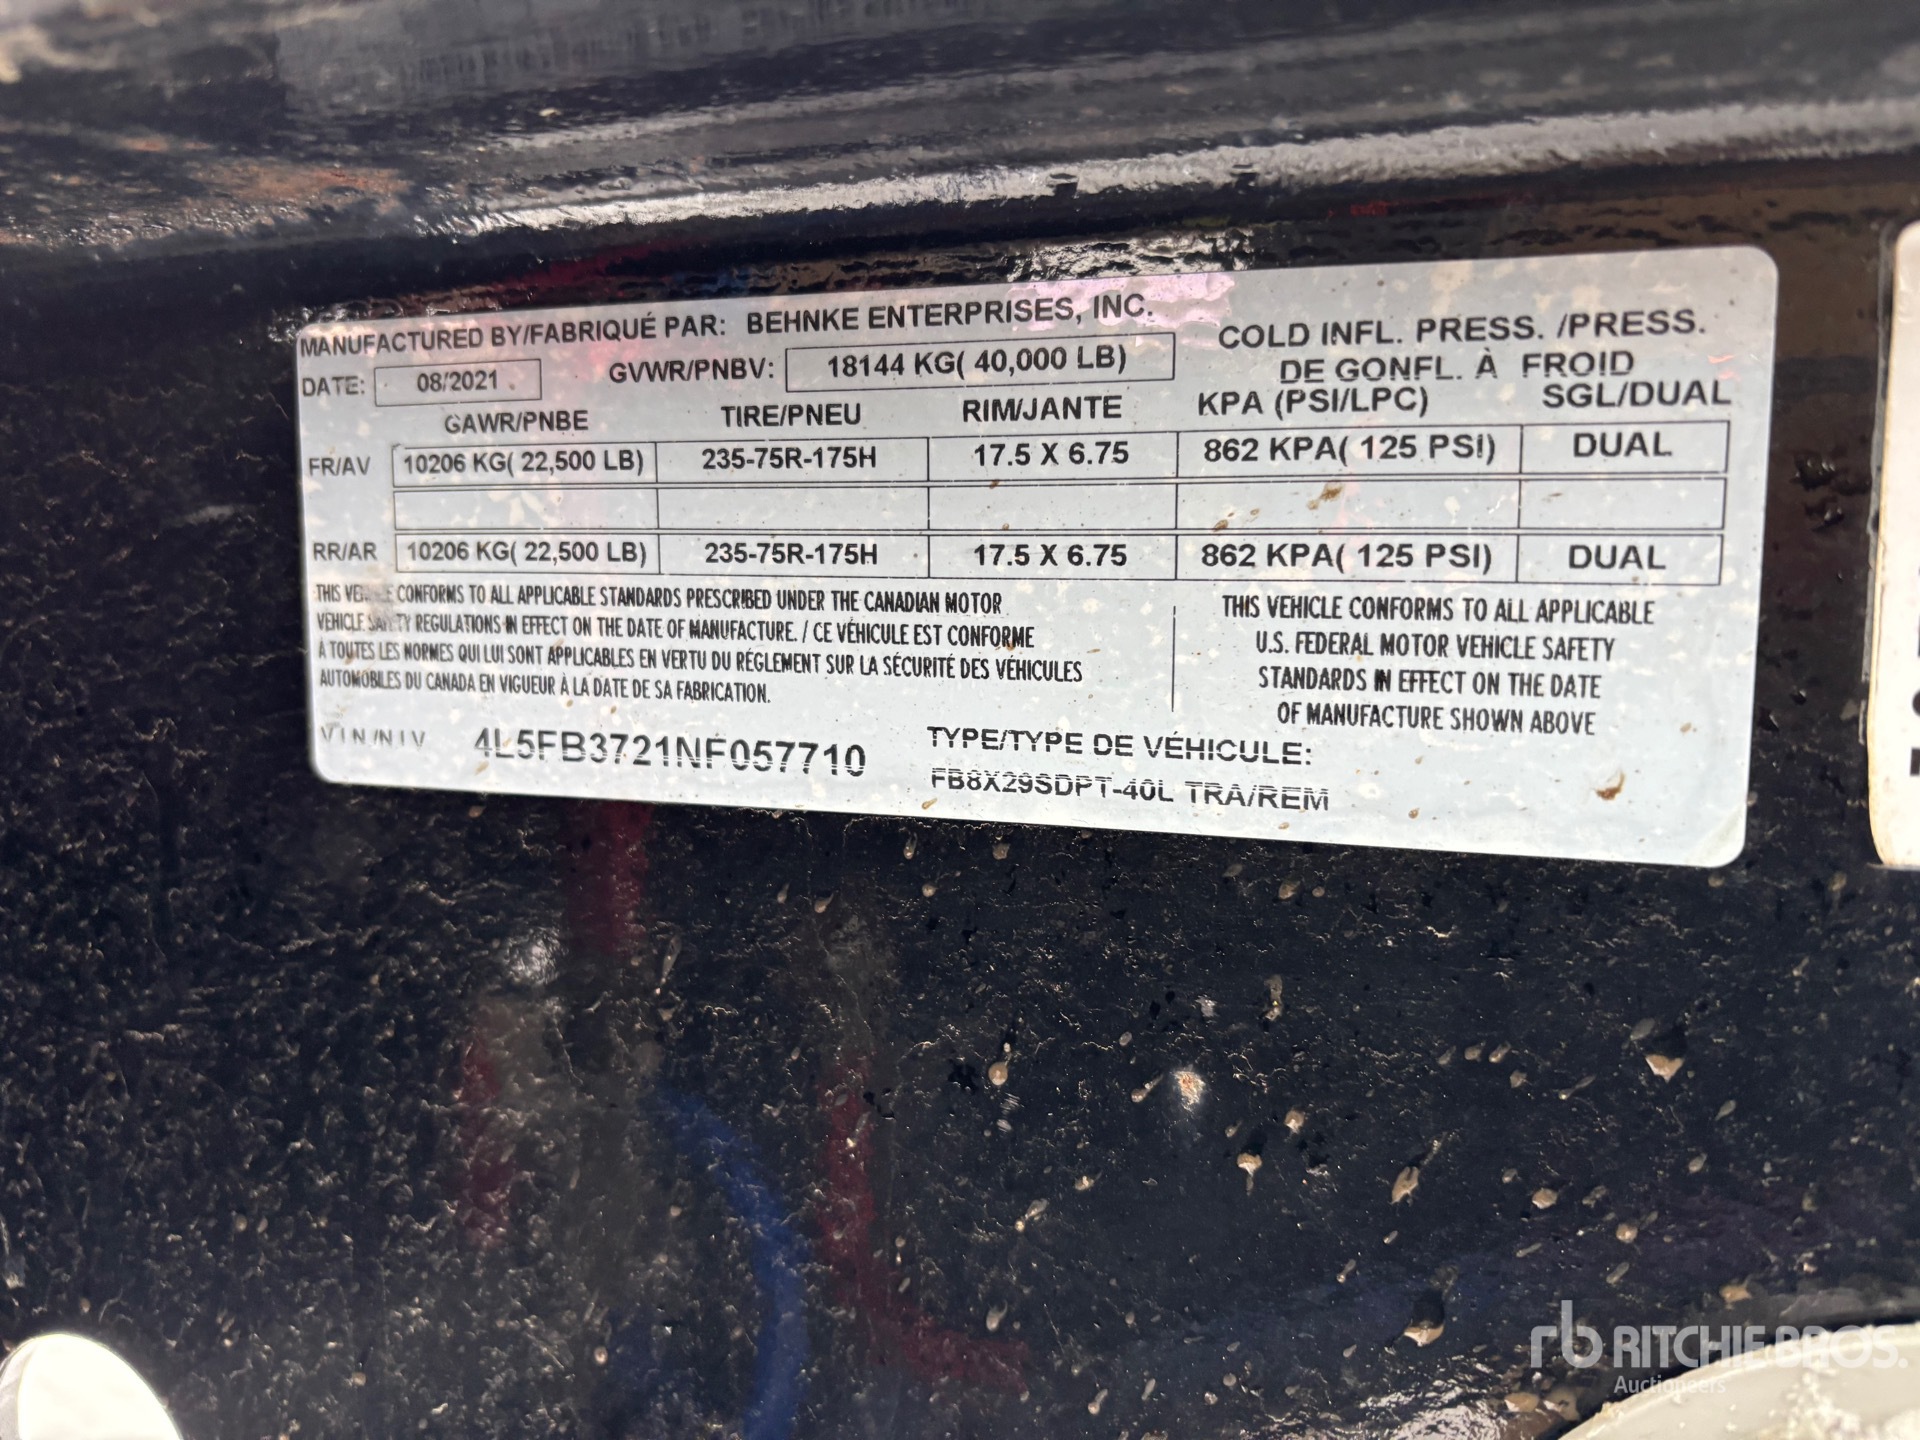 MANUFACTURED BY/FABRIQUÉ PAR: BEHNKE ENTERPRISES, INC.
DATE: 08/2021 GVWR/PNBV: 18144 KG( 40,000 LB)
COLD INFL. PRESS. /PRESS.
DE GONFL. À FROID
GAWR/PNBE TIRE/PNEU RIM/JANTE KPA (PSI/LPC) SGL/DUAL
FR/AV 10206 KG( 22,500 LB) 235-75R-175H 17.5 X 6.75 862 KPA( 125 PSI) DUAL
RR/AR 10206 KG( 22,500 LB) 235-75R-175H 17.5 X 6.75 862 KPA( 125 PSI) DUAL
THIS VEHICLE CONFORMS TO ALL APPLICABLE STANDARDS PRESCRIBED UNDER THE CANADIAN MOTOR
VEHICLE SAFETY REGULATIONS IN EFFECT ON THE DATE OF MANUFACTURE. / CE VÉHICULE EST CONFORME
À TOUTES LES NORMES QUI LUI SONT APPLICABLES EN VERTU DU RÉGLEMENT SUR LA SÉCURITÉ DES VÉHICULES
AUTOMOBILES DU CANADA EN VIGUEUR À LA DATE DE SA FABRICATION.
THIS VEHICLE CONFORMS TO ALL APPLICABLE
U.S. FEDERAL MOTOR VEHICLE SAFETY
STANDARDS IN EFFECT ON THE DATE
OF MANUFACTURE SHOWN ABOVE
VIN/NIV 4L5FB3721NF057710
TYPE/TYPE DE VÉHICULE:
FB8X29SDPT-40L TRA/REM
rb RITCHIE BROS.
Auctioneers